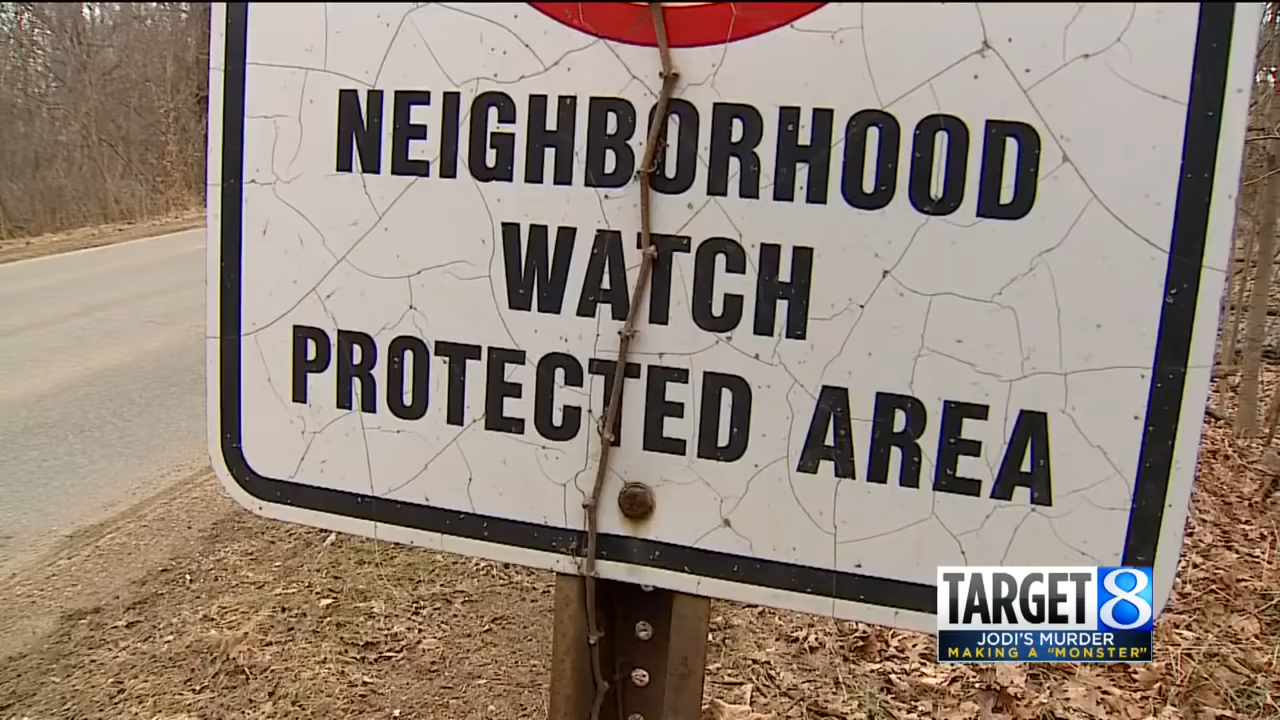 NEIGHBORHOOD
WATCH
PROTECTED AREA
TARGET 8
JODI'S MURDER
MAKING A "MONSTER"